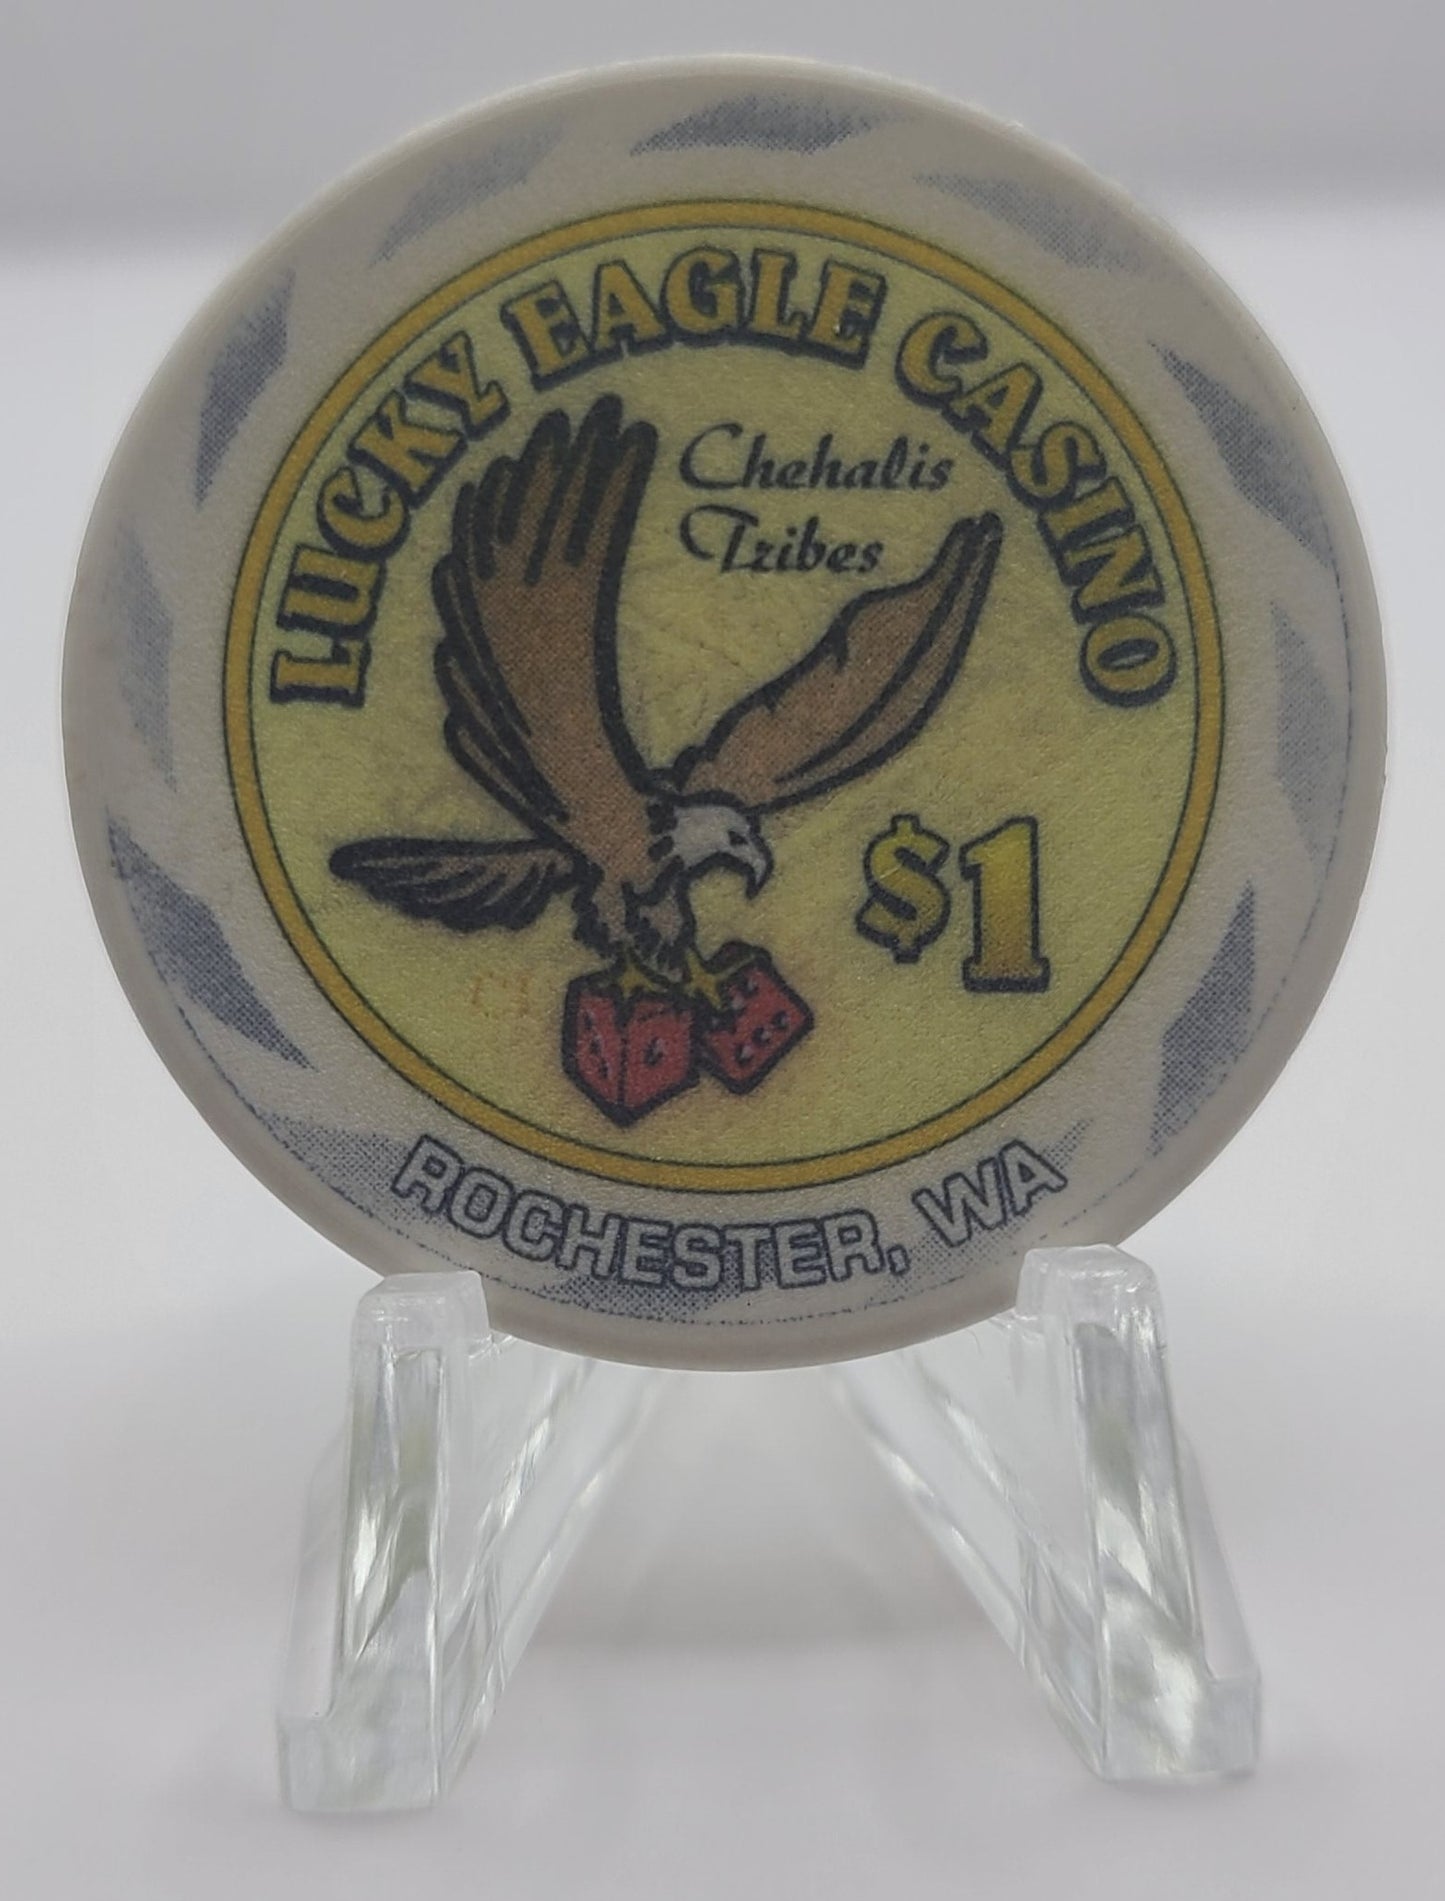 LUCKY EAGLE CASINO
Chehalis
Tribes
$1
ROCHESTER, WA